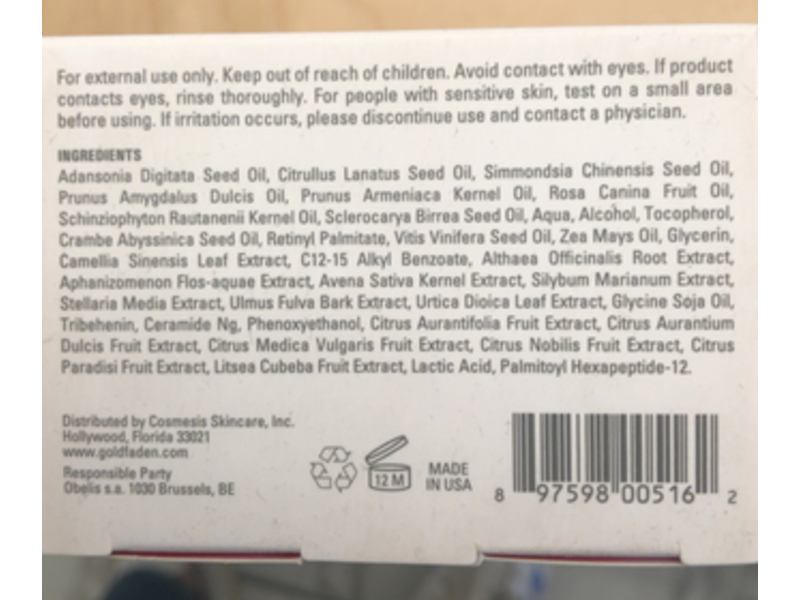 For external use only. Keep out of reach of children. Avoid contact with eyes. If product
contacts eyes, rinse thoroughly. For people with sensitive skin, test on a small area
before using. If irritation occurs, please discontinue use and contact a physician.
INGREDIENTS
Adansonia Digitata Seed Oil, Citrullus Lanatus Seed Oil, Simmondsia Chinensis Seed Oil,
Prunus Amygdalus Dulcis Oil, Prunus Armeniaca Kernel Oil, Rosa Canina Fruit Oil,
Schinziophyton Rautanenii Kernel Oil, Sclerocarya Birrea Seed Oil, Aqua, Alcohol, Tocopherol,
Crambe Abyssinica Seed Oil, Retinyl Palmitate, Vitis Vinifera Seed Oil, Zea Mays Oil, Glycerin,
Camellia Sinensis Leaf Extract, C12-15 Alkyl Benzoate, Althaea Officinalis Root Extract,
Aphanizomenon Flos-aquae Extract, Avena Sativa Kernel Extract, Silybum Marianum Extract,
Stellaria Media Extract, Ulmus Fulva Bark Extract, Urtica Dioica Leaf Extract, Glycine Soja Oil,
Tribehenin, Ceramide Ng, Phenoxyethanol, Citrus Aurantifolia Fruit Extract, Citrus Aurantium
Dulcis Fruit Extract, Citrus Medica Vulgaris Fruit Extract, Citrus Nobilis Fruit Extract, Citrus
Paradisi Fruit Extract, Litsea Cubeba Fruit Extract, Lactic Acid, Palmitoyl Hexapeptide-12.
Distributed by Cosmesis Skincare, Inc.
Hollywood, Florida 33021
www.goldfaden.com
Responsible Party
Obelis s.a. 1030 Brussels, BE
12 M
MADE
IN USA
8 97598 00516 2